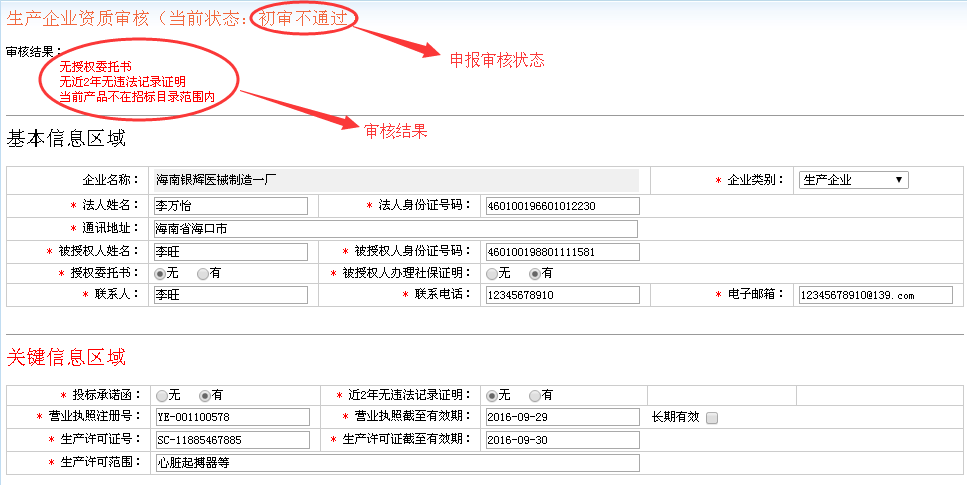 生产企业资质审核（当前状态：初审不通过
申报审核状态
审核结果：
无授权委托书
无近2年无违法记录证明
当前产品不在招标目录范围内
审核结果
基本信息区域
企业名称： 海南银辉医械制造一厂 * 企业类别： 生产企业
* 法人姓名： 李万怡 * 法人身份证号码： 460100196601012230
* 通讯地址： 海南省海口市
* 被授权人姓名： 李旺 * 被授权人身份证号码： 460100198801111581
* 授权委托书： 无 有 * 被授权人办理社保证明： 无 有
* 联系人： 李旺 * 联系电话： 12345678910 * 电子邮箱： 12345678910@139.com
关键信息区域
* 投标承诺函： 无 有 * 近2年无违法记录证明： 无 有
* 营业执照注册号： YE-001100578 * 营业执照截至有效期： 2016-09-29 长期有效
* 生产许可证号： SC-11885467885 * 生产许可证截至有效期： 2016-09-30
* 生产许可范围： 心脏起搏器等